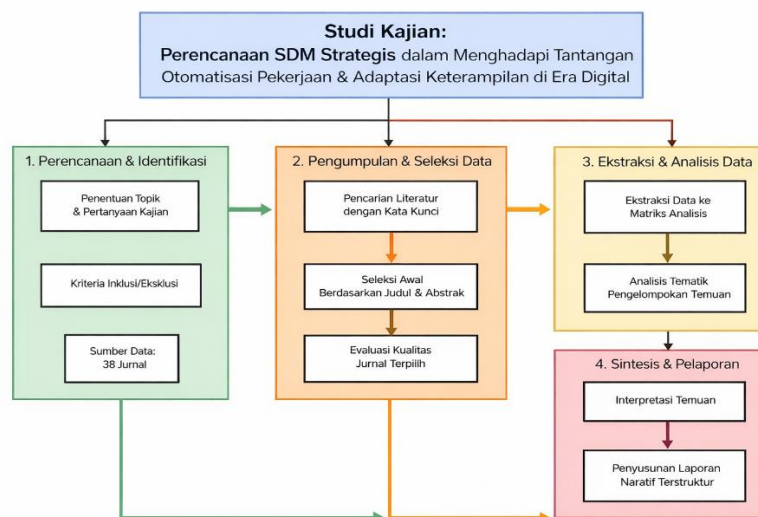 Studi Kajian:
Perencanaan SDM Strategis dalam Menghadapi Tantangan
Otomatisasi Pekerjaan & Adaptasi Keterampilan di Era Digital
1. Perencanaan & Identifikasi
Penentuan Topik
& Pertanyaan Kajian
Kriteria Inklusi/Eksklusi
Sumber Data:
38 Jurnal
2. Pengumpulan & Seleksi Data
Pencarian Literatur
dengan Kata Kunci
Seleksi Awal
Berdasarkan Judul & Abstrak
Evaluasi Kualitas
Jurnal Terpilih
3. Ekstraksi & Analisis Data
Ekstraksi Data ke
Matriks Analisis
Analisis Tematik
Pengelompokan Temuan
4. Sintesis & Pelaporan
Interpretasi Temuan
Penyusunan Laporan
Naratif Terstruktur